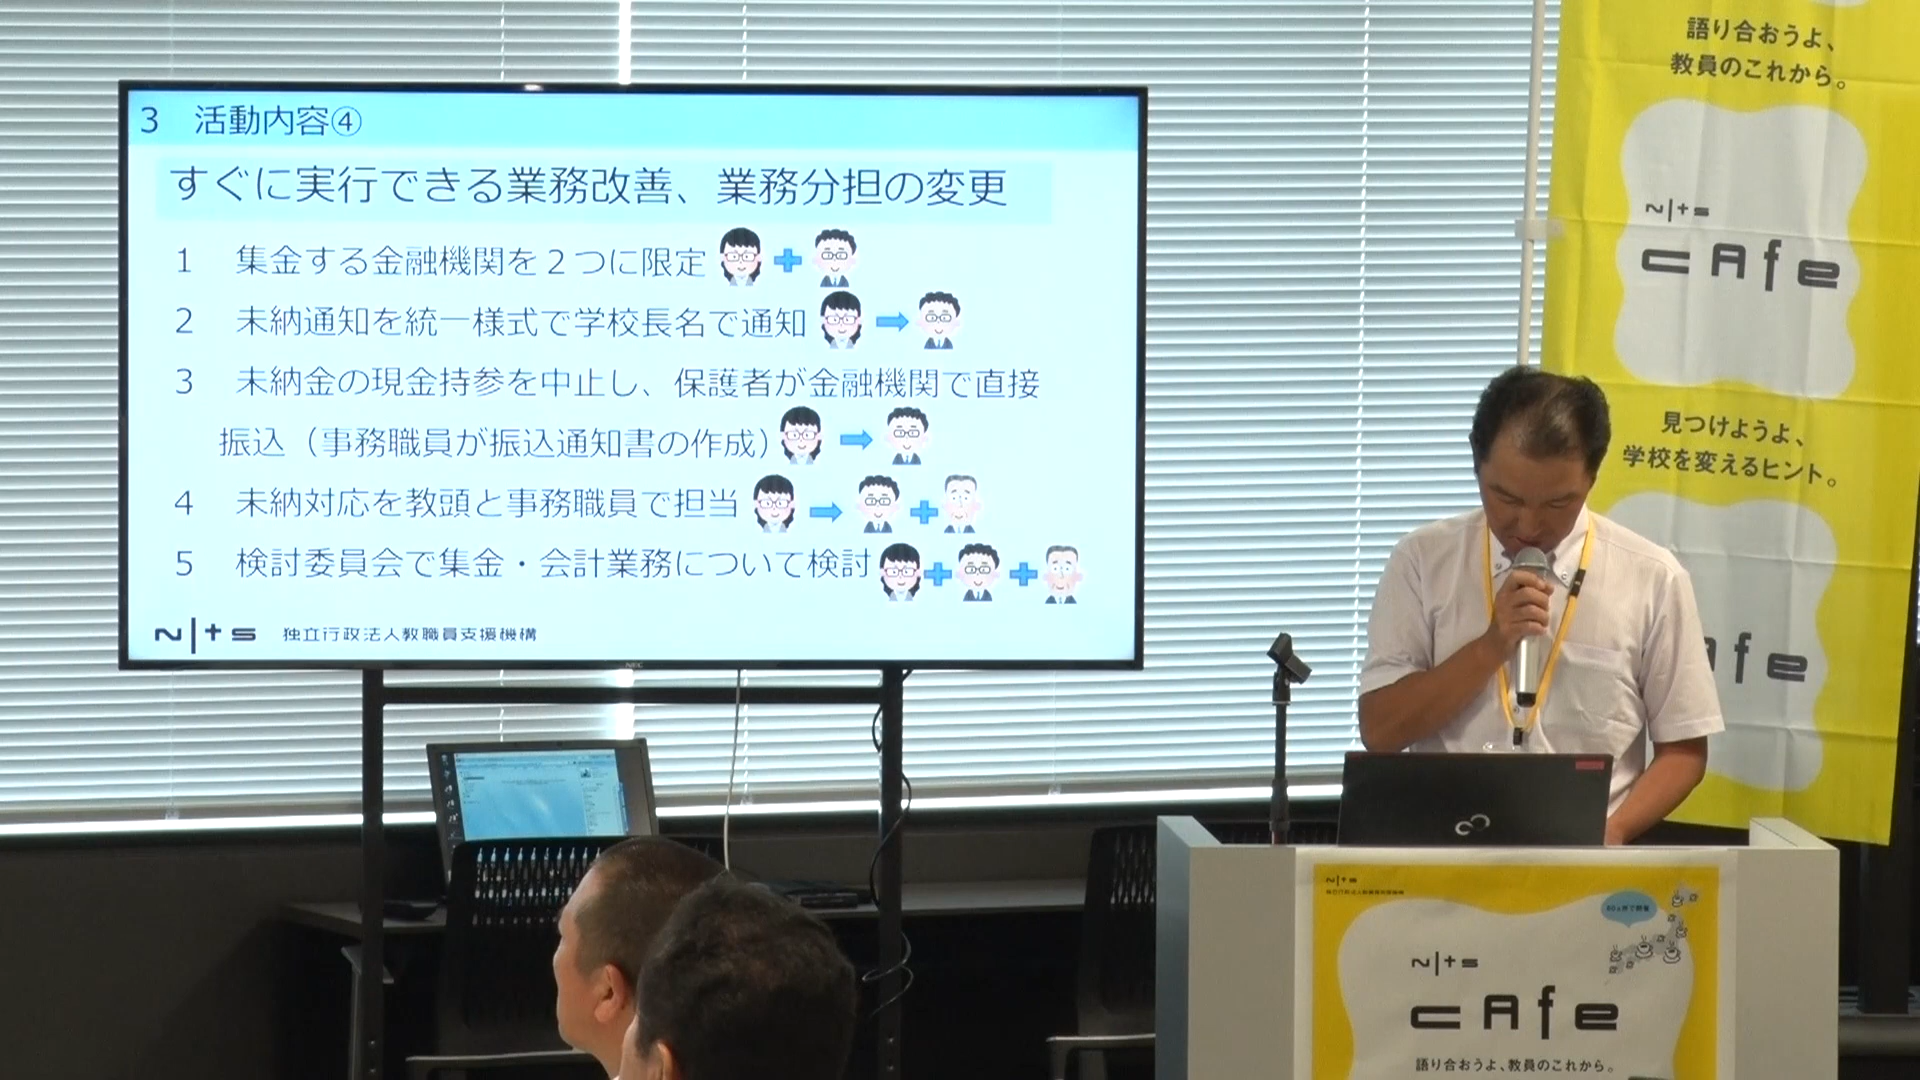 3 活動内容④
すぐに実行できる業務改善、業務分担の変更
1 集金する金融機関を２つに限定
2 未納通知を統一様式で学校長名で通知
3 未納金の現金持参を中止し、保護者が金融機関で直接
振込（事務職員が振込通知書の作成）
4 未納対応を教頭と事務職員で担当
5 検討委員会で集金・会計業務について検討
N|ts 独立行政法人教職員支援機構
NEC
語り合おうよ、
教員のこれから。
N|ts
cAfe
見つけようよ、
学校を変えるヒント。
Afe
N|ts
N|ts
cAfe
語り合おうよ、教員のこれから。